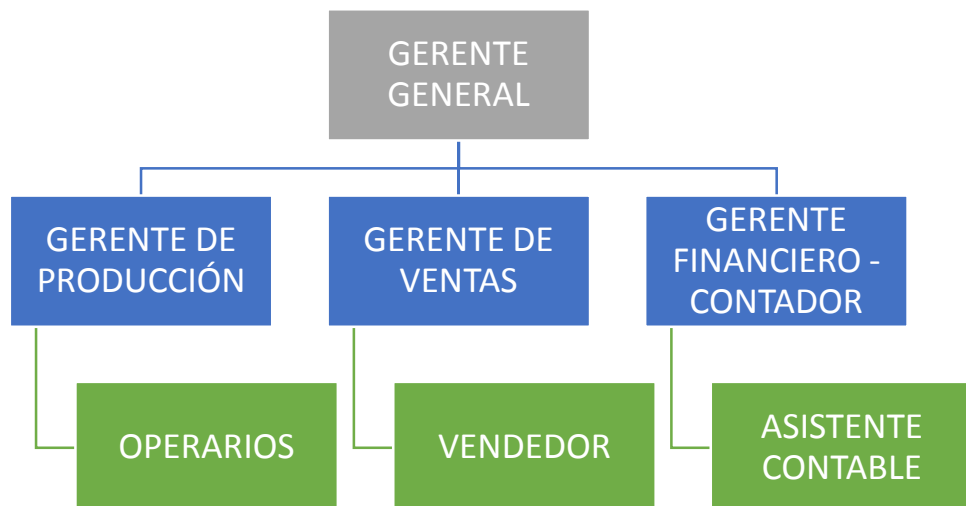 GERENTE
GENERAL
GERENTE DE
PRODUCCIÓN
GERENTE DE
VENTAS
GERENTE
FINANCIERO -
CONTADOR
OPERARIOS
VENDEDOR
ASISTENTE
CONTABLE